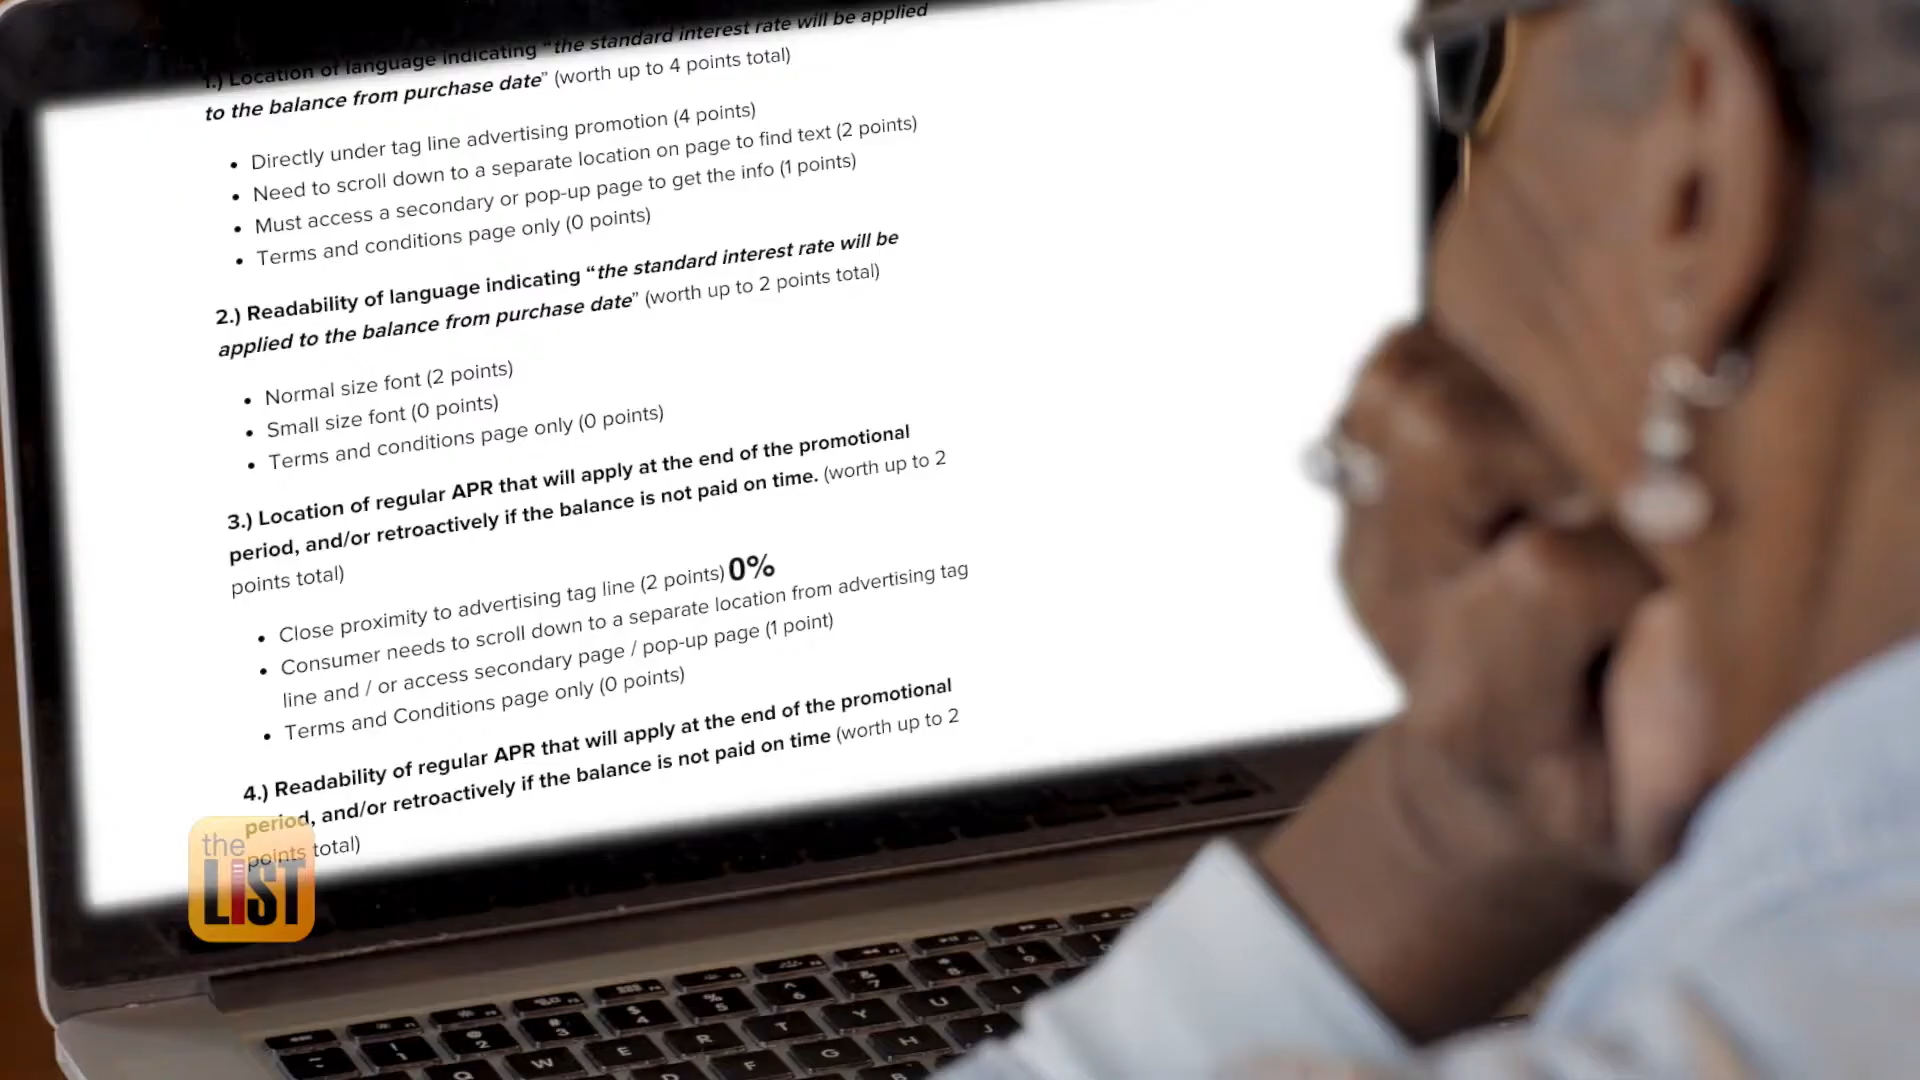 1.) Location of language indicating “the standard interest rate will be applied
to the balance from purchase date” (worth up to 4 points total)
• Directly under tag line advertising promotion (4 points)
• Need to scroll down to a separate location on page to find text (2 points)
• Must access a secondary or pop-up page to get the info (1 points)
• Terms and conditions page only (0 points)
2.) Readability of language indicating “the standard interest rate will be
applied to the balance from purchase date” (worth up to 2 points total)
• Normal size font (2 points)
• Small size font (0 points)
• Terms and conditions page only (0 points)
3.) Location of regular APR that will apply at the end of the promotional
period, and/or retroactively if the balance is not paid on time. (worth up to 2
points total)
• Close proximity to advertising tag line (2 points) 0%
• Consumer needs to scroll down to a separate location from advertising tag
line and / or access secondary page / pop-up page (1 point)
• Terms and Conditions page only (0 points)
4.) Readability of regular APR that will apply at the end of the promotional
period, and/or retroactively if the balance is not paid on time (worth up to 2
points total)
the
LiST